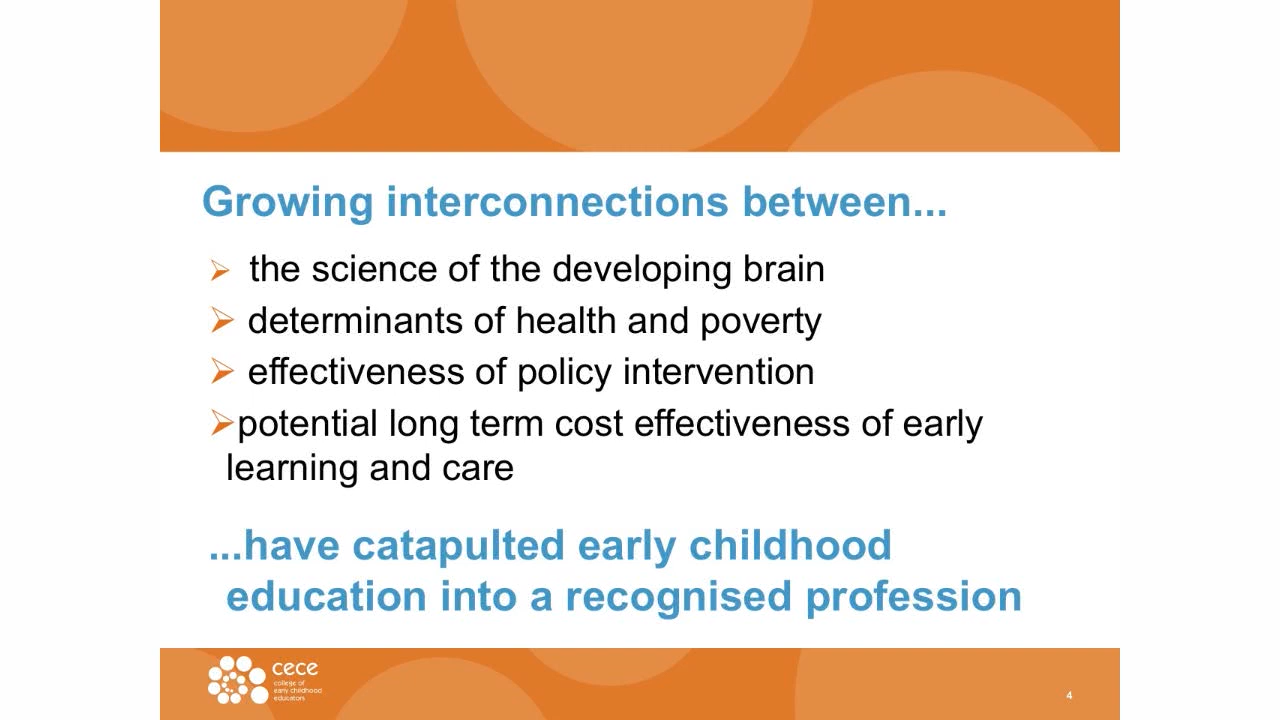 Growing interconnections between...
➢ the science of the developing brain
➢ determinants of health and poverty
➢ effectiveness of policy intervention
➢potential long term cost effectiveness of early
learning and care
...have catapulted early childhood
education into a recognised profession
cece
college of
early childhood
educators
4